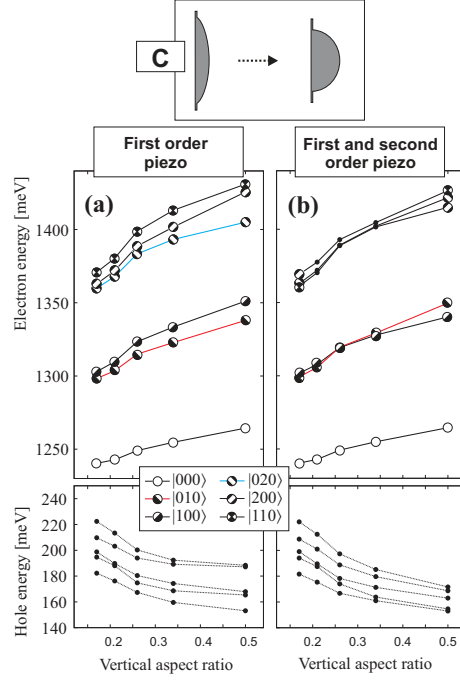 C
First order
piezo
First and second
order piezo
(a)
(b)
Electron energy [meV]
1400
1350
1300
1250
|000⟩
|020⟩
|010⟩
|200⟩
|100⟩
|110⟩
Hole energy [meV]
240
220
200
180
160
140
0.2
0.3
0.4
0.5
0.2
0.3
0.4
0.5
Vertical aspect ratio
Vertical aspect ratio